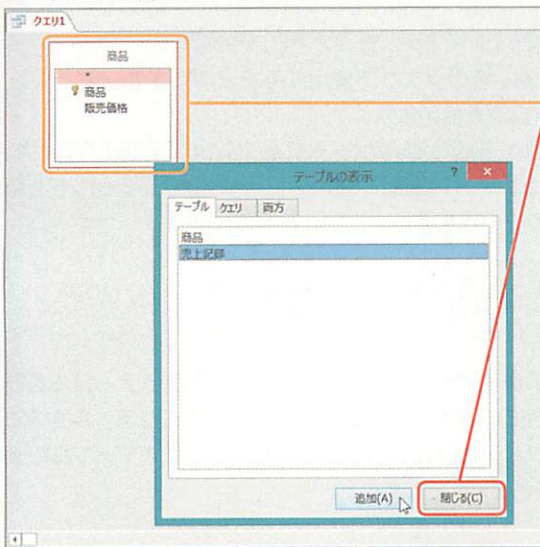 クエリ1
商品
*
商品
販売価格
テーブルの表示
?
×
テーブル クエリ 両方
商品
売上記録
追加(A) 閉じる(C)